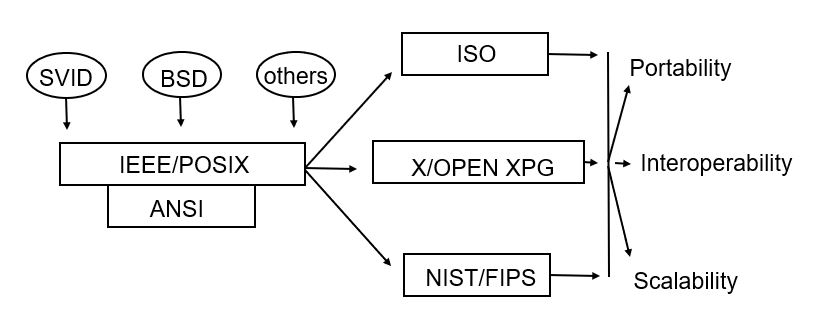 SVID
BSD
others
IEEE/POSIX
ANSI
ISO
X/OPEN XPG
NIST/FIPS
Portability
Interoperability
Scalability